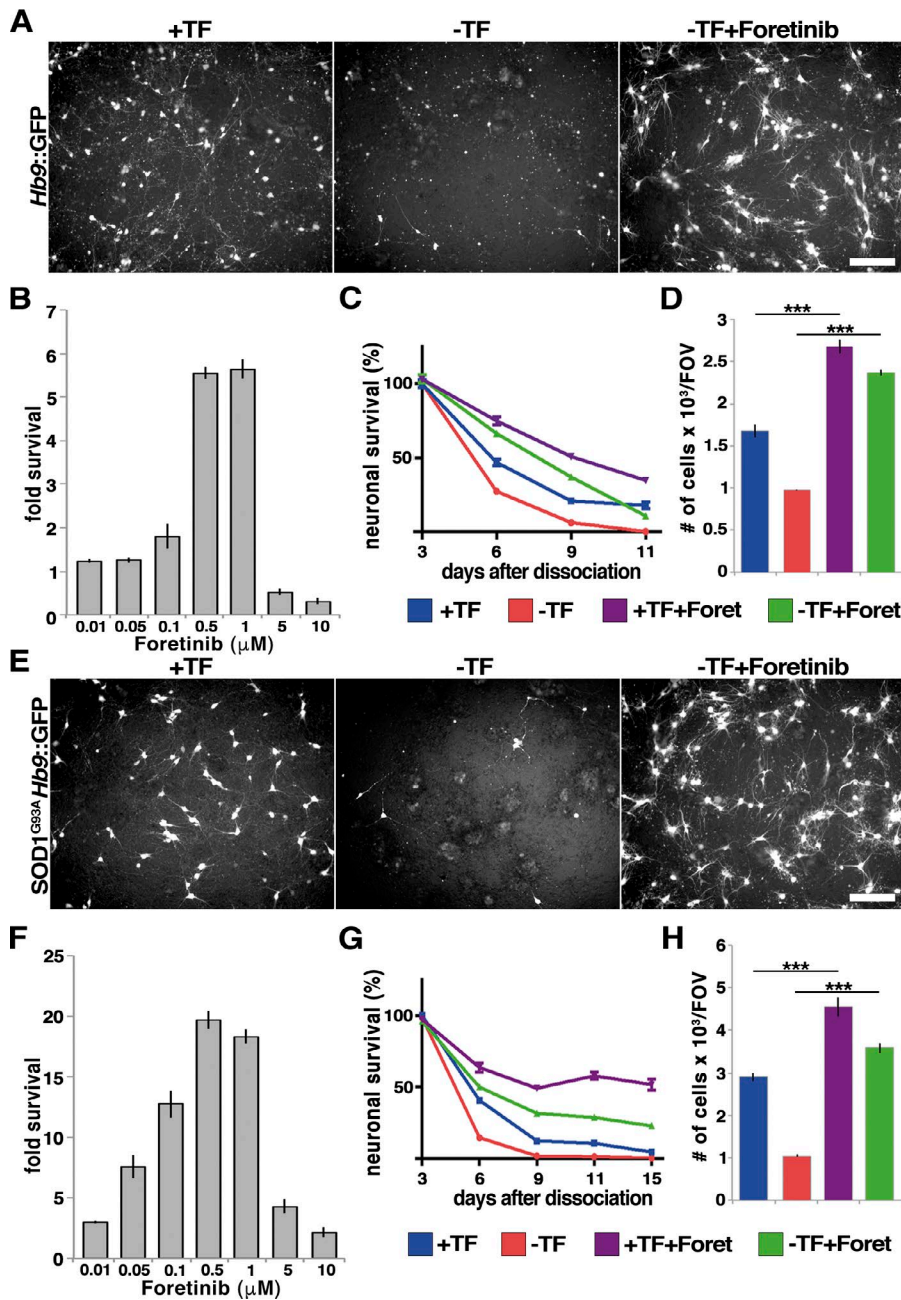 A
+TF
-TF
-TF+Foretinib
Hb9::GFP
B
fold survival
7
6
5
4
3
2
1
0
0.01 0.05 0.1 0.5 1 5 10
Foretinib (μM)
C
neuronal survival (%)
100
50
3 6 9 11
days after dissociation
D
# of cells x 10³/FOV
3
2.5
2
1.5
1
0.5
0
***
***
+TF -TF +TF+Foret -TF+Foret
E
+TF
-TF
-TF+Foretinib
SOD1ᴳ⁹³ᴬ Hb9::GFP
F
fold survival
25
20
15
10
5
0
0.01 0.05 0.1 0.5 1 5 10
Foretinib (μM)
G
neuronal survival (%)
100
50
3 6 9 11 15
days after dissociation
H
# of cells x 10³/FOV
6
5
4
3
2
1
0
***
***
+TF -TF +TF+Foret -TF+Foret